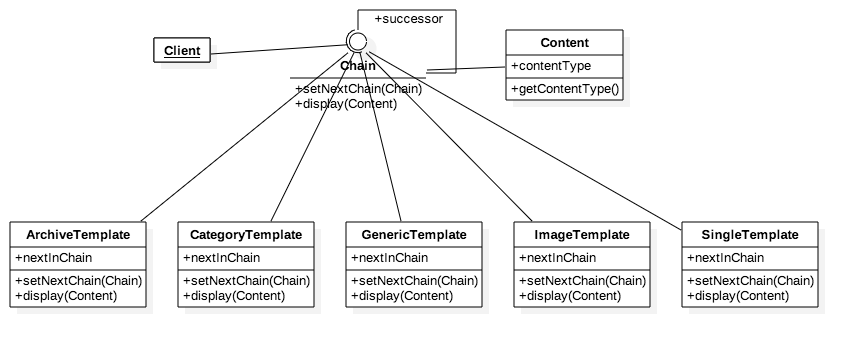 +successor
Client
Chain
+setNextChain(Chain)
+display(Content)
Content
+contentType
+getContentType()
ArchiveTemplate
+nextInChain
+setNextChain(Chain)
+display(Content)
CategoryTemplate
+nextInChain
+setNextChain(Chain)
+display(Content)
GenericTemplate
+nextInChain
+setNextChain(Chain)
+display(Content)
ImageTemplate
+nextInChain
+setNextChain(Chain)
+display(Content)
SingleTemplate
+nextInChain
+setNextChain(Chain)
+display(Content)